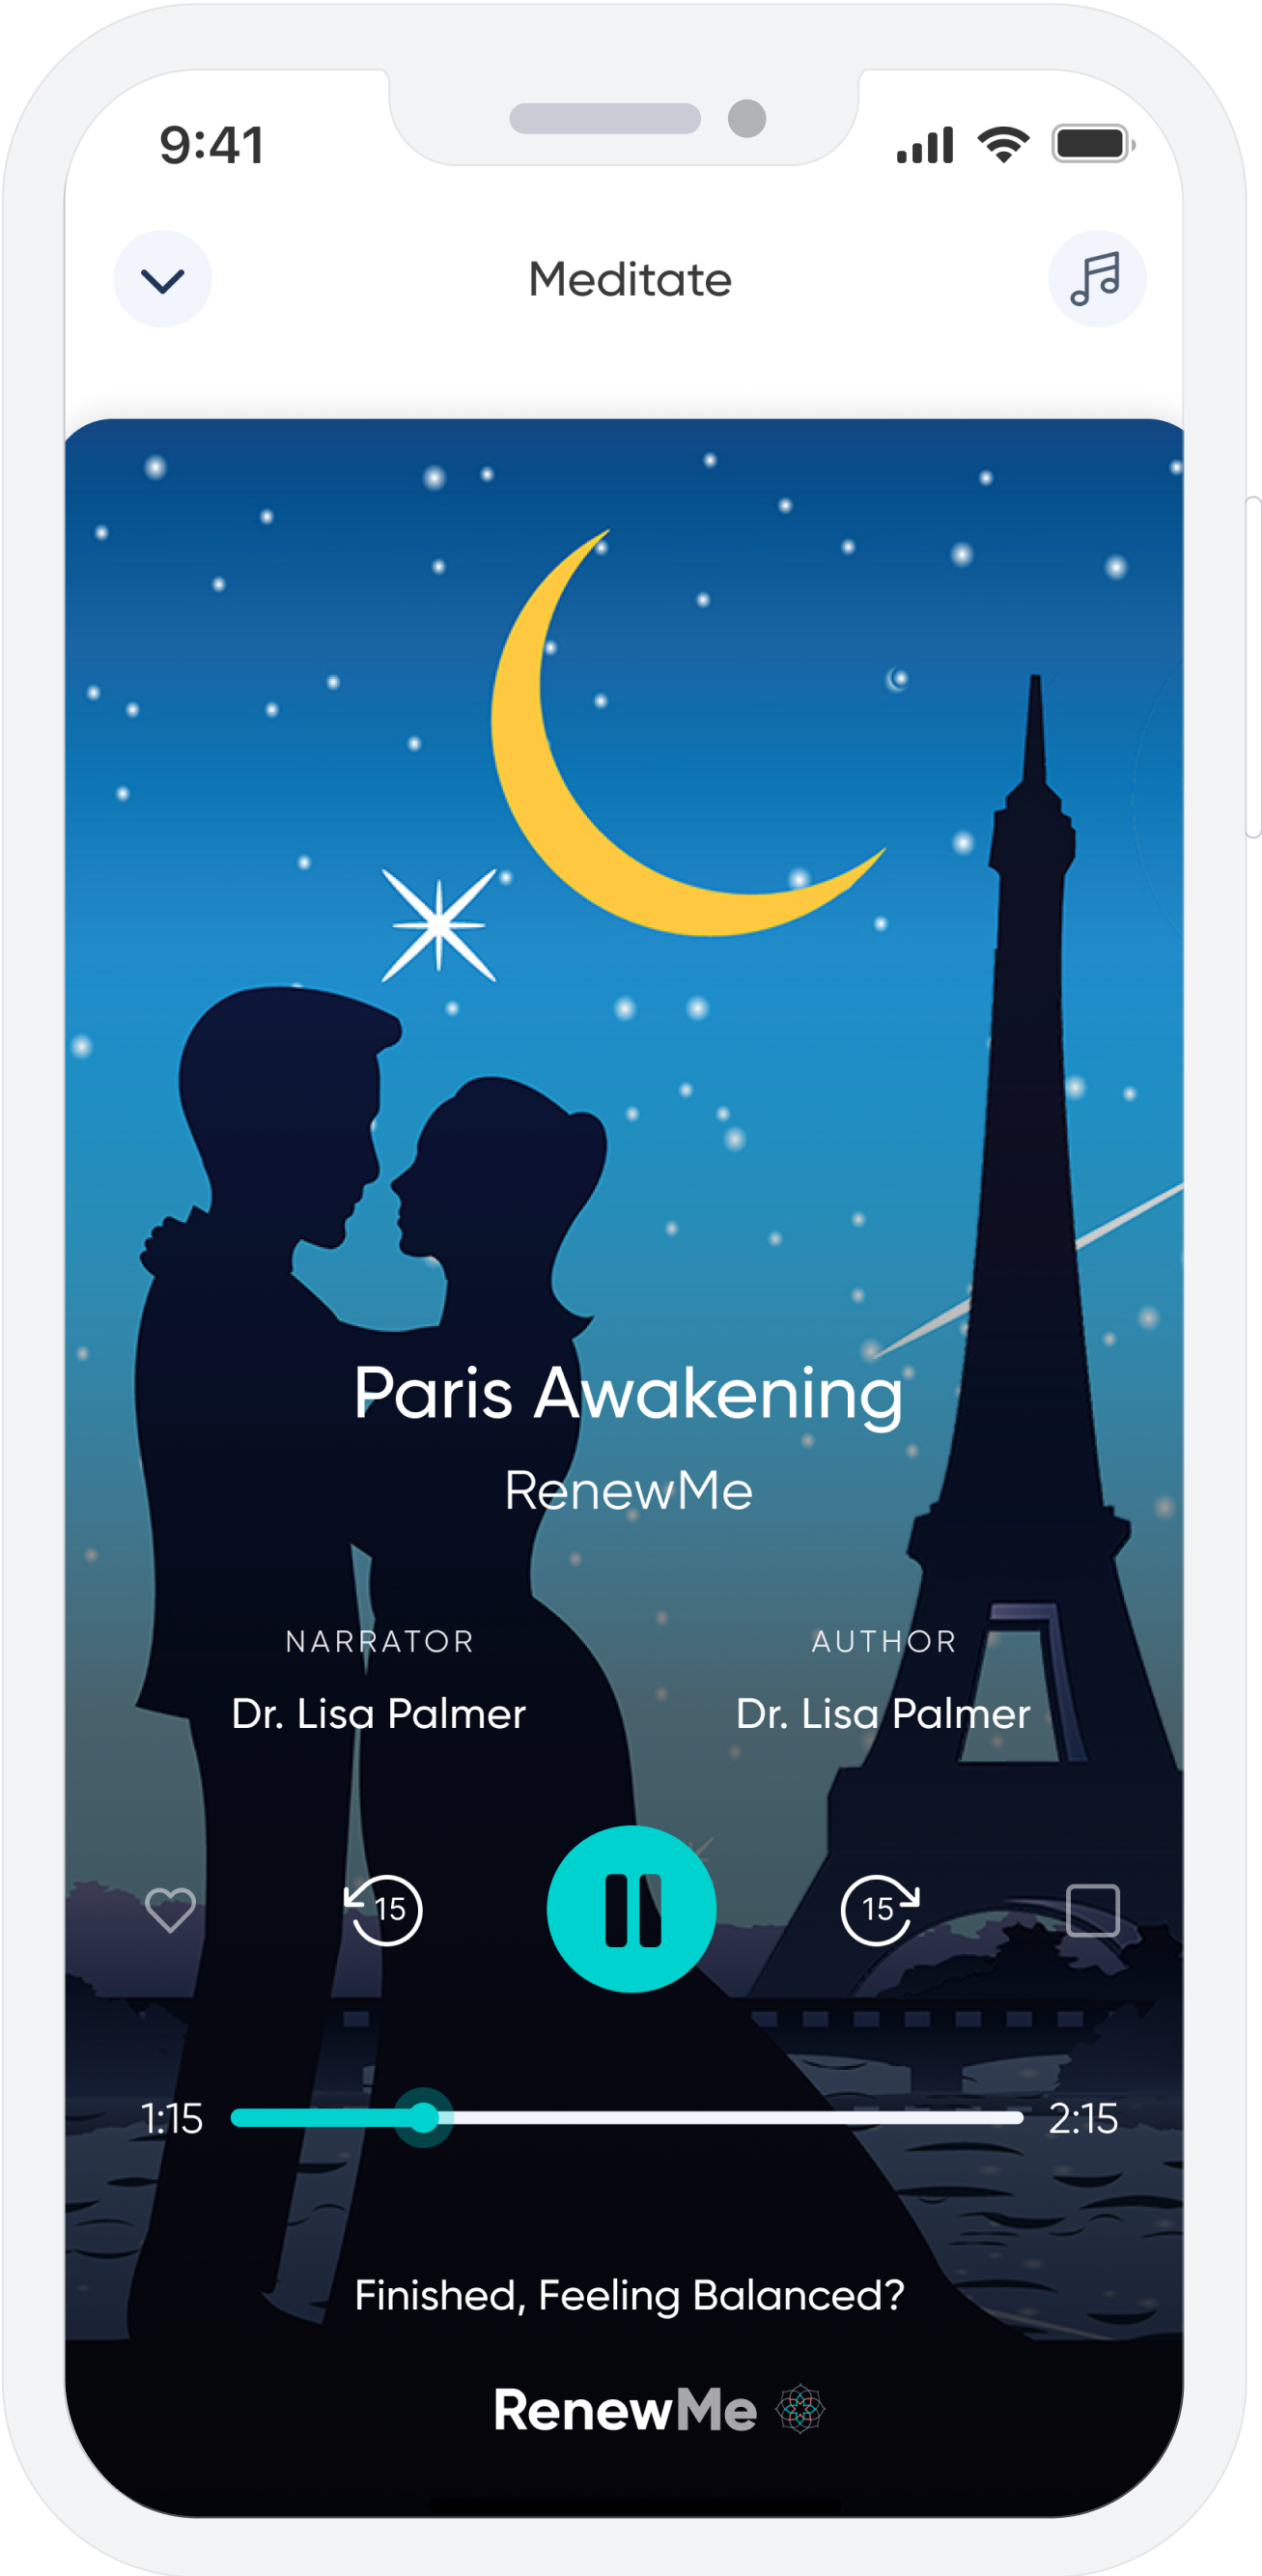 9:41
Meditate
Paris Awakening
RenewMe
NARRATOR AUTHOR
Dr. Lisa Palmer Dr. Lisa Palmer
15 15
1:15 2:15
Finished, Feeling Balanced?
RenewMe